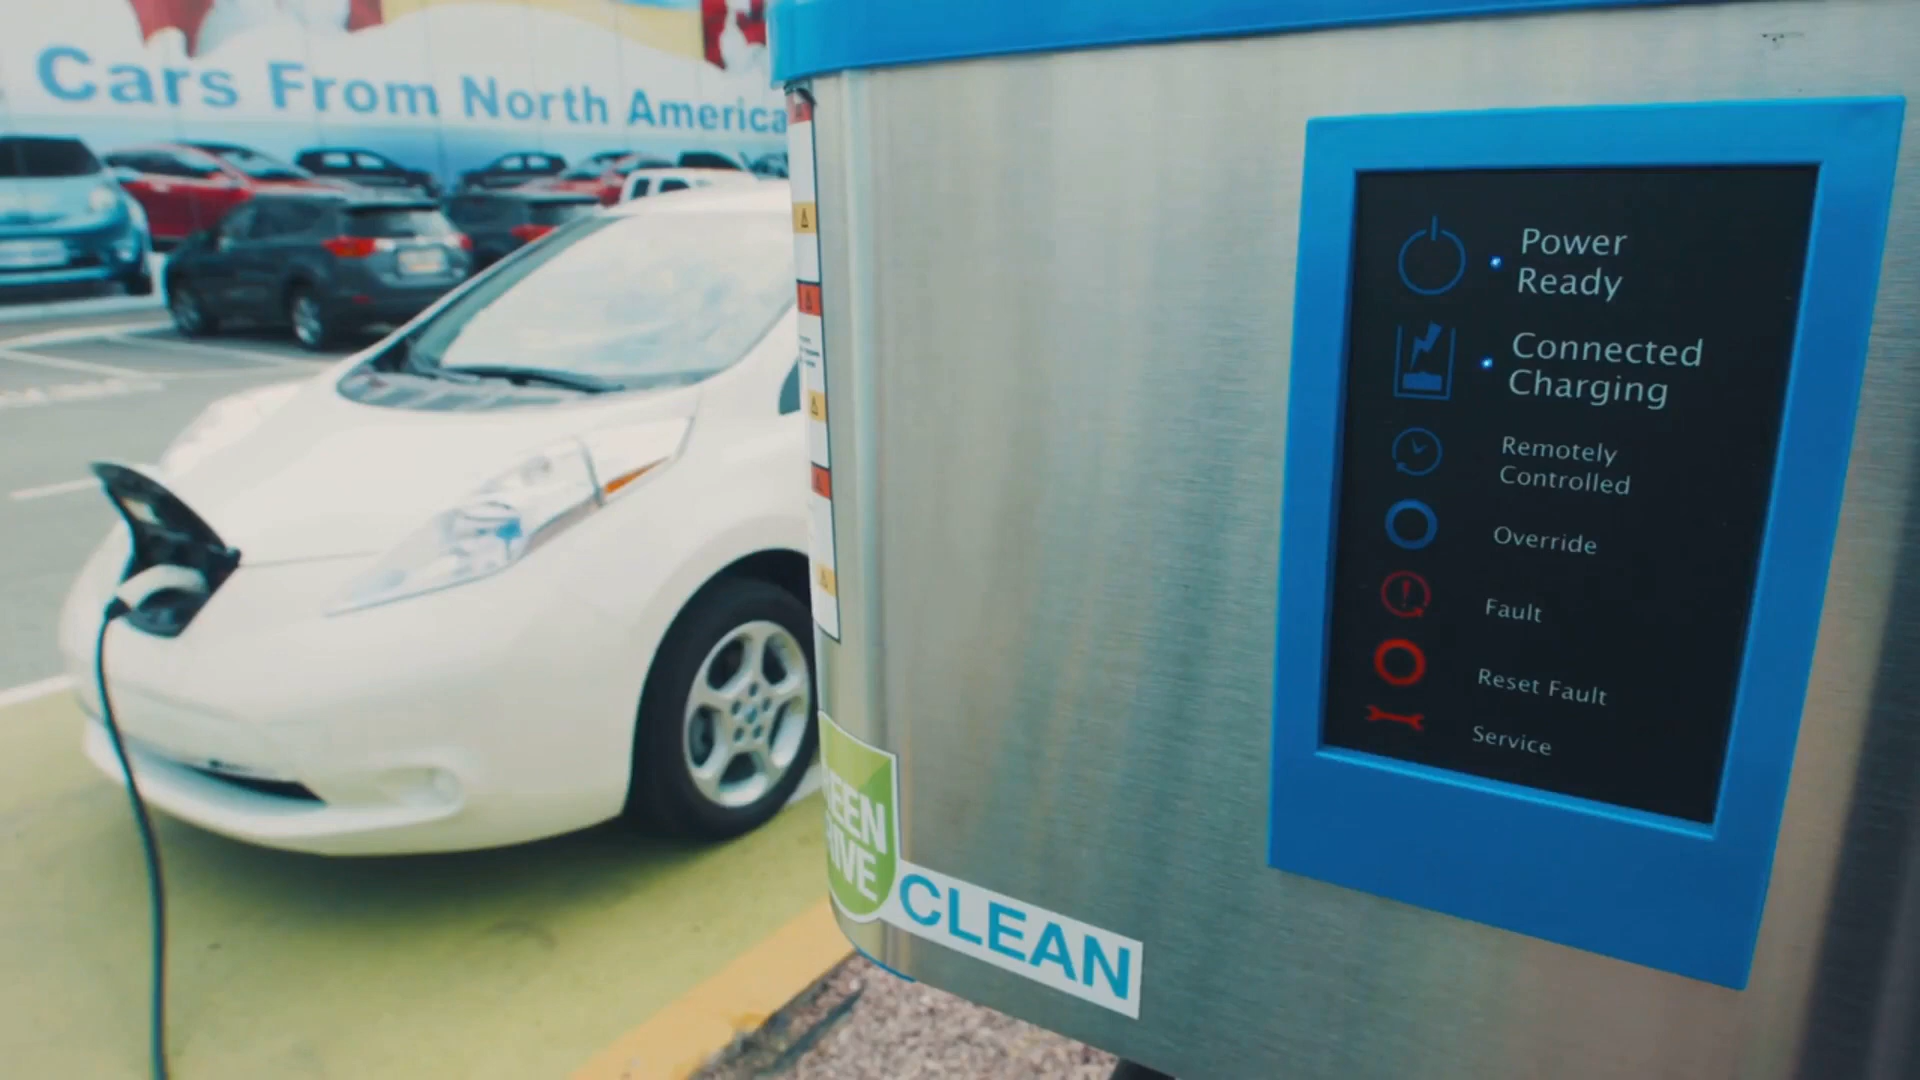 Cars From North America
Power
Ready
Connected
Charging
Remotely
Controlled
Override
Fault
Reset Fault
Service
CLEAN